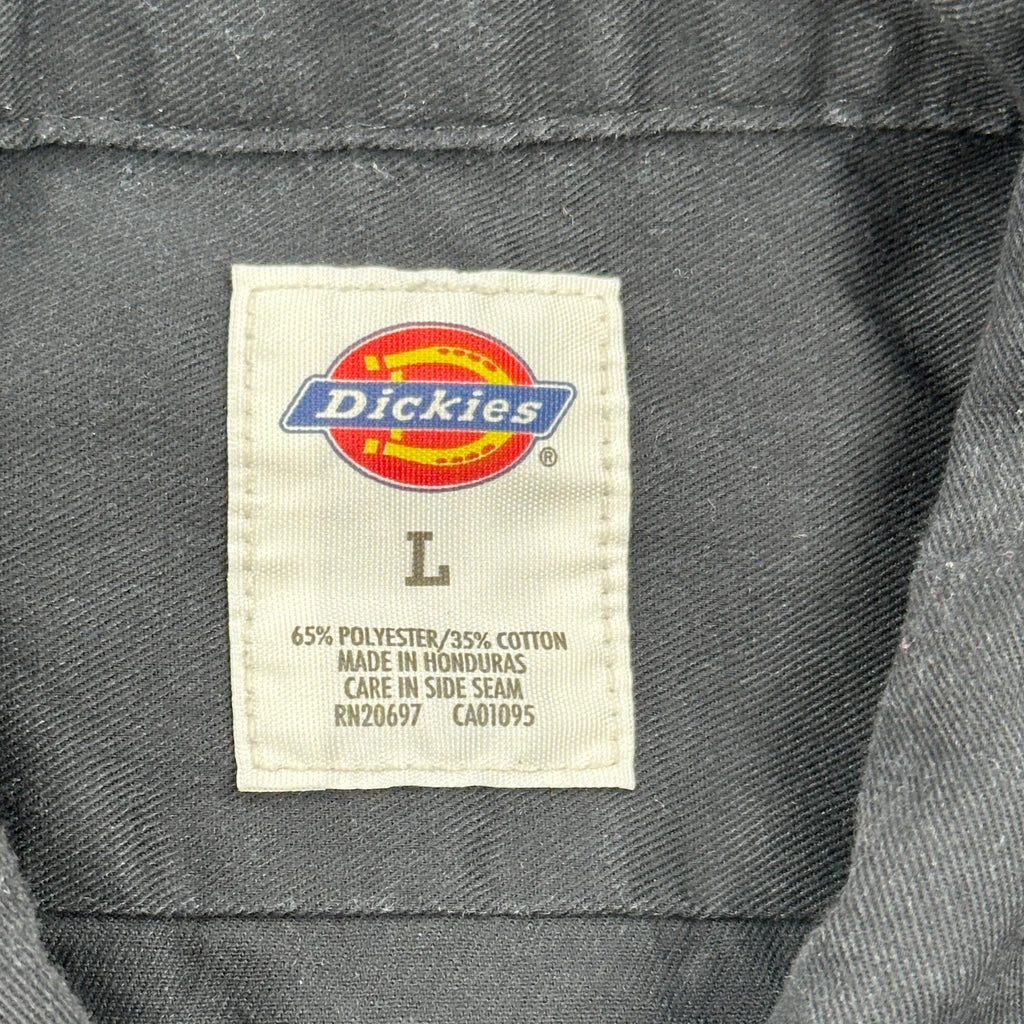 Dickies
®
L
65% POLYESTER/35% COTTON
MADE IN HONDURAS
CARE IN SIDE SEAM
RN20697 CA01095